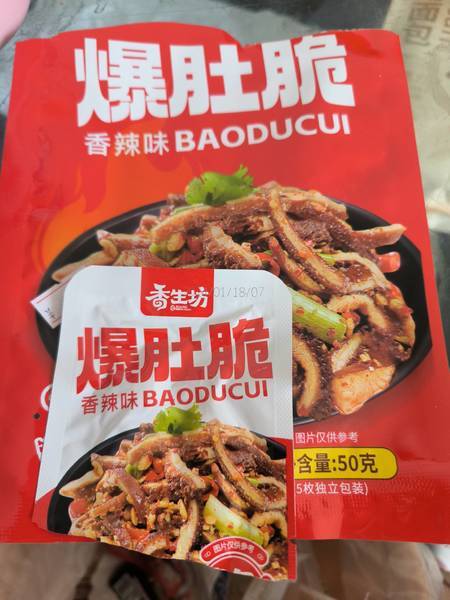 爆肚脆
香辣味 BAODUCUI
图片仅供参考
含量:50克
5枚独立包装)
香生坊
01/18/07
爆肚脆
香辣味 BAODUCUI
图片仅供参考